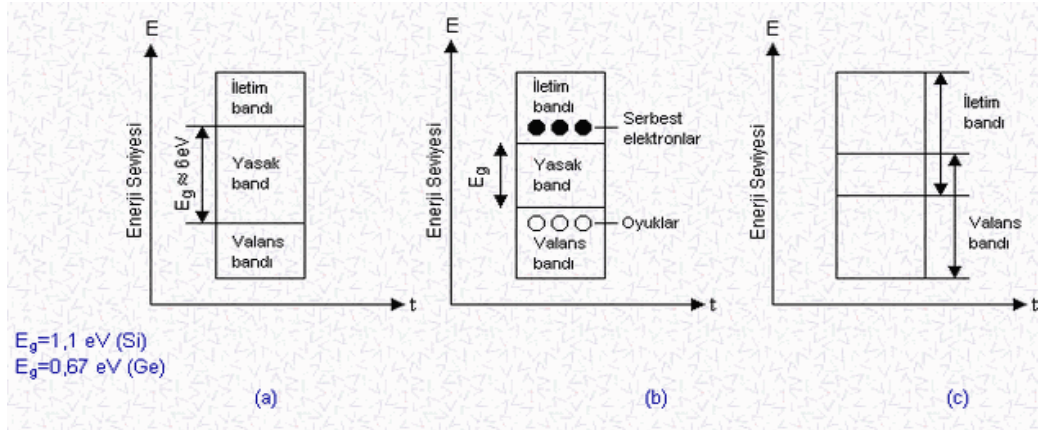 E
Enerji Seviyesi
İletim
bandı
Eg ≈ 6 eV
Yasak
band
Valans
bandı
t
E
Enerji Seviyesi
İletim
bandı
Serbest
elektronlar
Eg
Yasak
band
Oyuklar
Valans
bandı
t
E
Enerji Seviyesi
İletim
bandı
Valans
bandı
t
Eg=1,1 eV (Si)
Eg=0,67 eV (Ge)
(a)
(b)
(c)